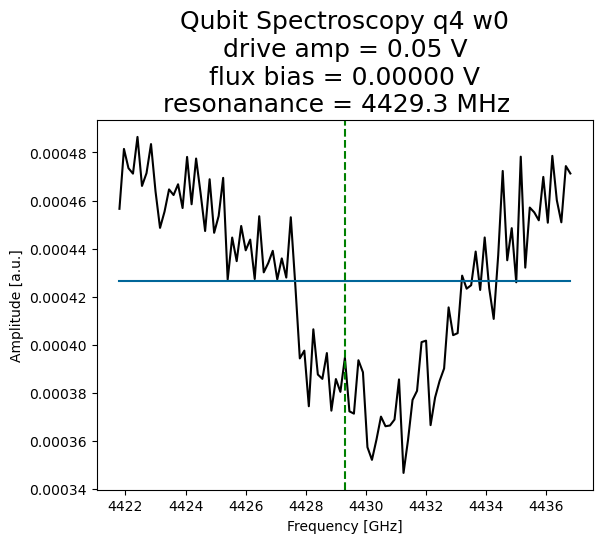 Qubit Spectroscopy q4 w0
drive amp = 0.05 V
flux bias = 0.00000 V
resonanance = 4429.3 MHz
Amplitude [a.u.]
0.00048
0.00046
0.00044
0.00042
0.00040
0.00038
0.00036
0.00034
4422 4424 4426 4428 4430 4432 4434 4436
Frequency [GHz]